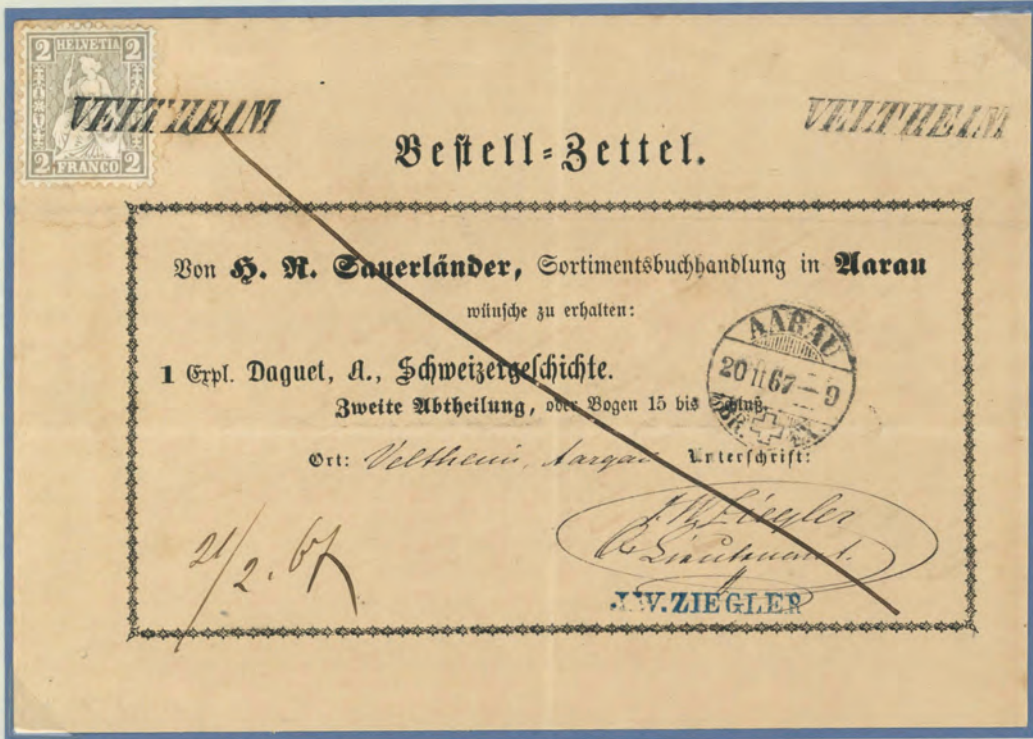 2 HELVETIA 2
2 FRANCO 2
VELTHEIM
VELTHEIM
Bestell-Zettel.
Von H. R. Sauerländer, Sortimentsbuchhandlung in Aarau
wünsche zu erhalten:
1 Expl. Daguet, A., Schweizergeschichte.
Zweite Abtheilung, oder Bogen 15 bis Schluß.
AARAU
20 II 67 — 9
Ort: Veltheim, Aargau Unterschrift:
J. W. Ziegler
Lieutenant.
21/2. 67
J.W. ZIEGLER